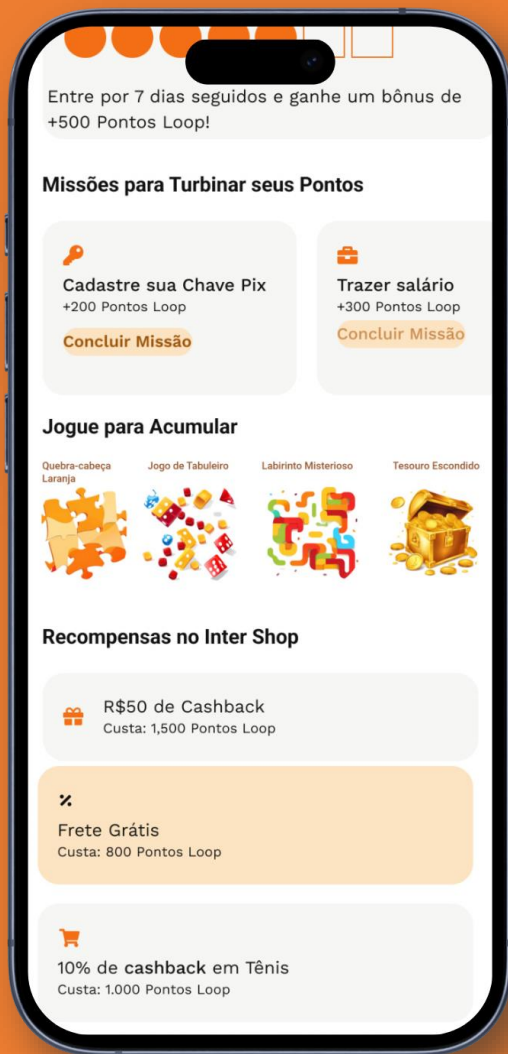 Entre por 7 dias seguidos e ganhe um bônus de
+500 Pontos Loop!
Missões para Turbinar seus Pontos
Cadastre sua Chave Pix
+200 Pontos Loop
Concluir Missão
Trazer salário
+300 Pontos Loop
Concluir Missão
Jogue para Acumular
Quebra-cabeça
Laranja
Jogo de Tabuleiro
Labirinto Misterioso
Tesouro Escondido
Recompensas no Inter Shop
R$50 de Cashback
Custa: 1,500 Pontos Loop
Frete Grátis
Custa: 800 Pontos Loop
10% de cashback em Tênis
Custa: 1.000 Pontos Loop